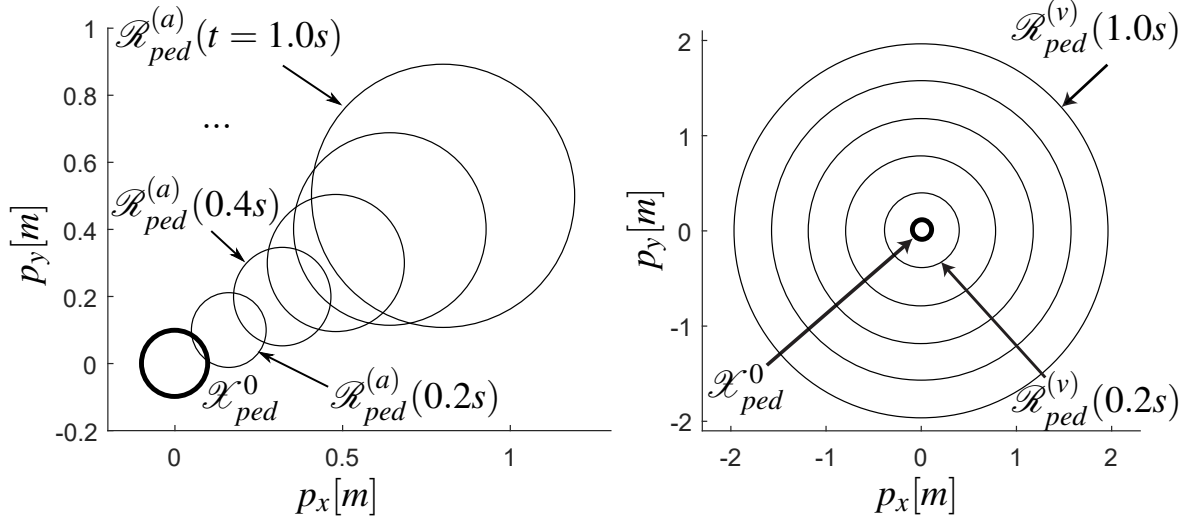 ℛ_ped^(a)(t = 1.0s)
...
ℛ_ped^(a)(0.4s)
𝒳_ped^0
ℛ_ped^(a)(0.2s)
1
0.8
0.6
0.4
0.2
0
-0.2
0
0.5
1
p_y[m]
p_x[m]
ℛ_ped^(v)(1.0s)
𝒳_ped^0
ℛ_ped^(v)(0.2s)
2
1
0
-1
-2
-2
-1
0
1
2
p_y[m]
p_x[m]